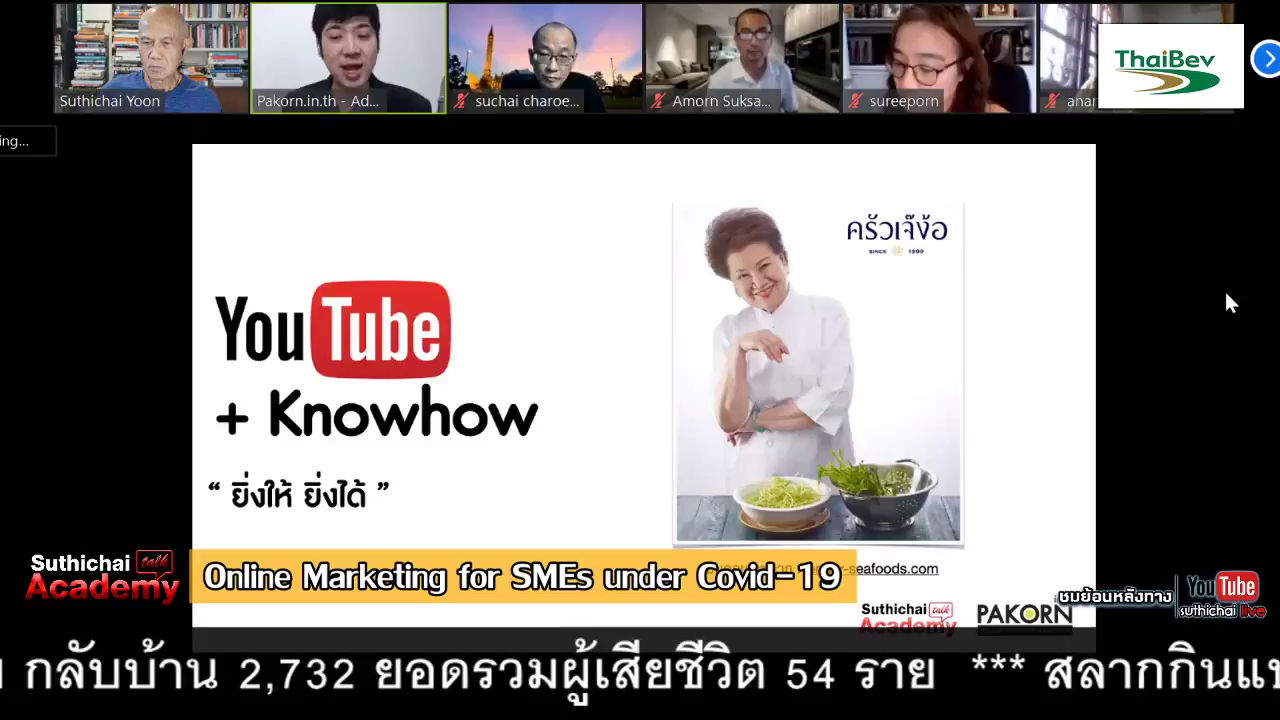 Suthichai Yoon
Pakorn.in.th - Ad...
suchai charoe...
Amorn Suksa...
sureeporn
ThaiBev
ing...
ครัวเจ๊ง้อ
SINCE 1999
YouTube
+ Knowhow
“ ยิ่งให้ ยิ่งได้ ”
Suthichai talk
Academy
Online Marketing for SMEs under Covid-19
-seafoods.com
Suthichai talk
Academy
PAKORN
ชมย้อนหลังทาง
YouTube
suthichai live
กลับบ้าน 2,732 ยอดรวมผู้เสียชีวิต 54 ราย *** สลากกินแบ